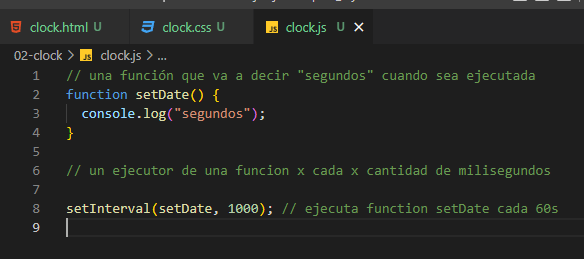 clock.html U clock.css U JS clock.js U ×
02-clock > JS clock.js > ...
1 // una función que va a decir "segundos" cuando sea ejecutada
2 function setDate() {
3 console.log("segundos");
4 }
5
6 // un ejecutor de una funcion x cada x cantidad de milisegundos
7
8 setInterval(setDate, 1000); // ejecuta function setDate cada 60s
9